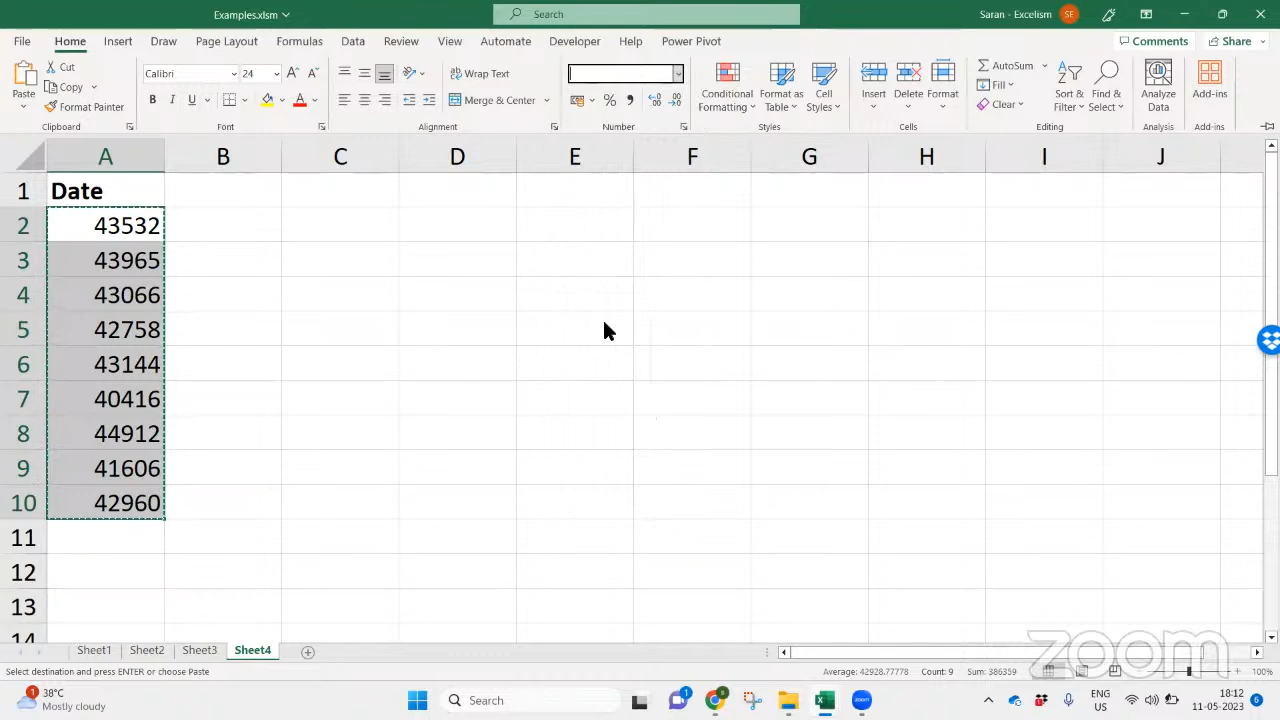 Examples.xlsm
Search
Saran - Excelism
SE
File Home Insert Draw Page Layout Formulas Data Review View Automate Developer Help Power Pivot
Comments
Share
Paste
Cut
Copy
Format Painter
Clipboard
Calibri
24
B I U
Font
Wrap Text
Merge & Center
Alignment
Number
Conditional Formatting
Format as Table
Cell Styles
Styles
Insert
Delete
Format
Cells
AutoSum
Fill
Clear
Sort & Filter
Find & Select
Editing
Analyze Data
Analysis
Add-ins
Add-ins
A B C D E F G H I J
1 Date
2 43532
3 43965
4 43066
5 42758
6 43144
7 40416
8 44912
9 41606
10 42960
11
12
13
14
Sheet1 Sheet2 Sheet3 Sheet4
zoom
Select destination and press ENTER or choose Paste
Average: 42928.77778 Count: 9 Sum: 386359
100%
1
38°C
Mostly cloudy
Search
1
zoom
ENG
US
18:12
11-05-2023
6